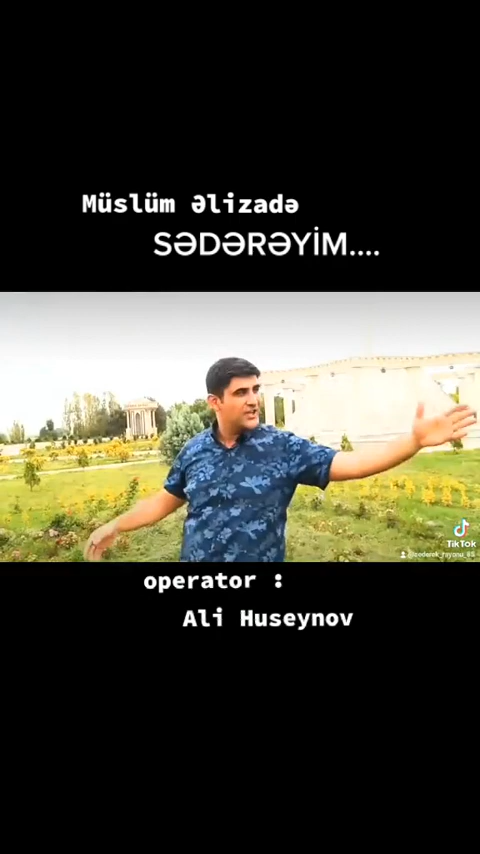 Müslüm Əlizadə
SƏDƏRƏYİM....
TikTok
operator :
Ali Huseynov